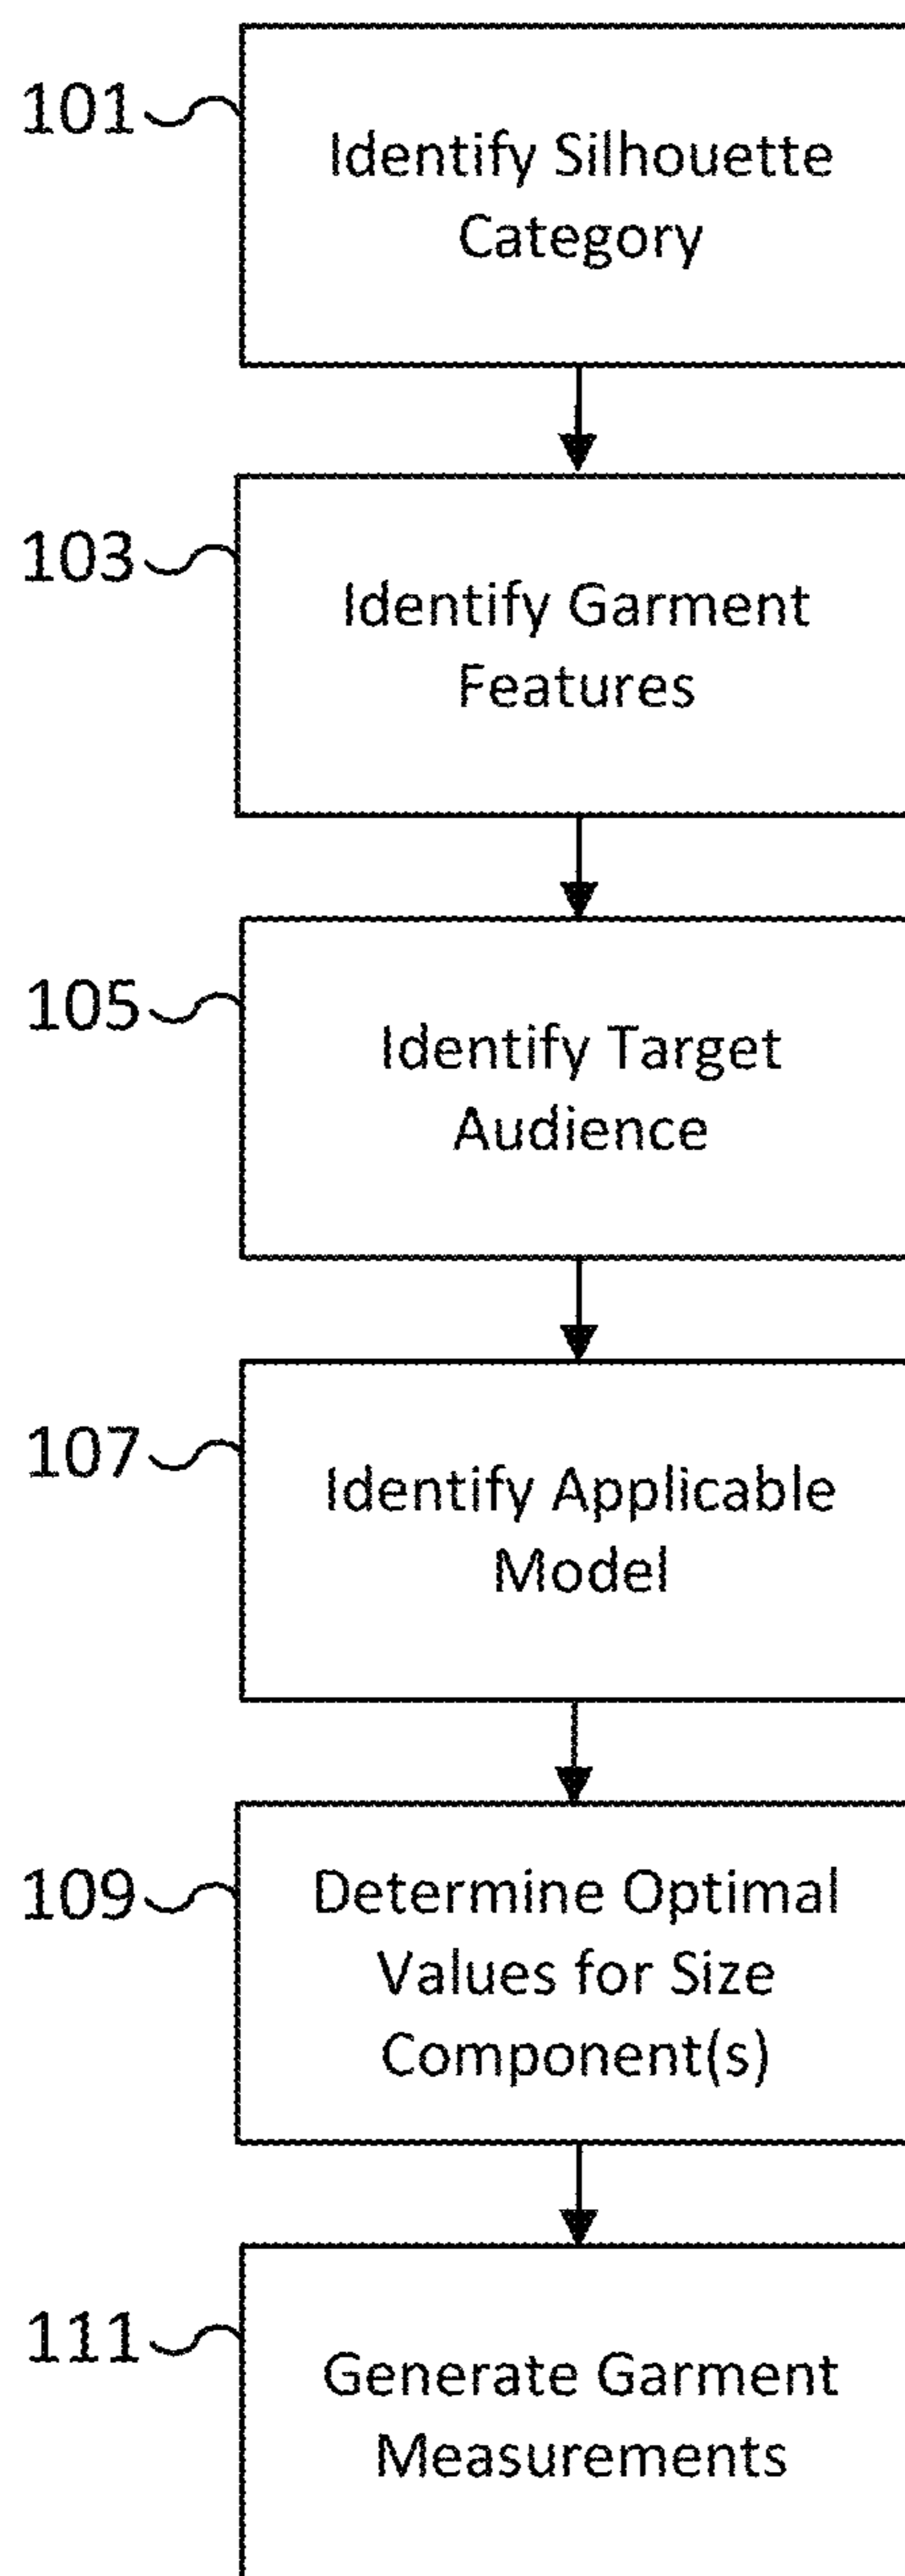 101
Identify Silhouette
Category
103
Identify Garment
Features
105
Identify Target
Audience
107
Identify Applicable
Model
109
Determine Optimal
Values for Size
Component(s)
111
Generate Garment
Measurements